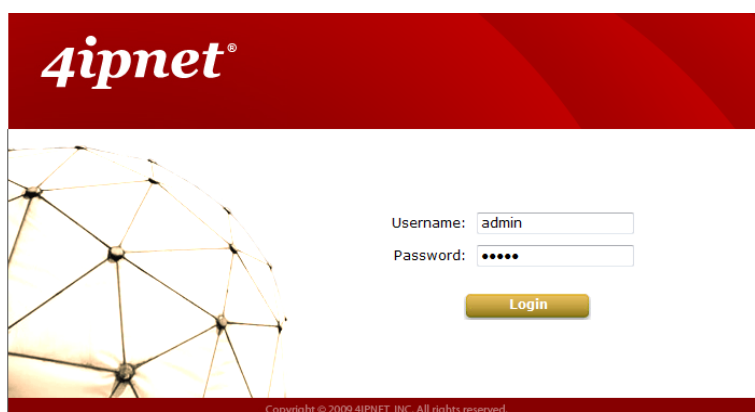 4ipnet®
Username: admin
Password: •••••
Login
Copyright © 2009 4IPNET, INC. All rights reserved.